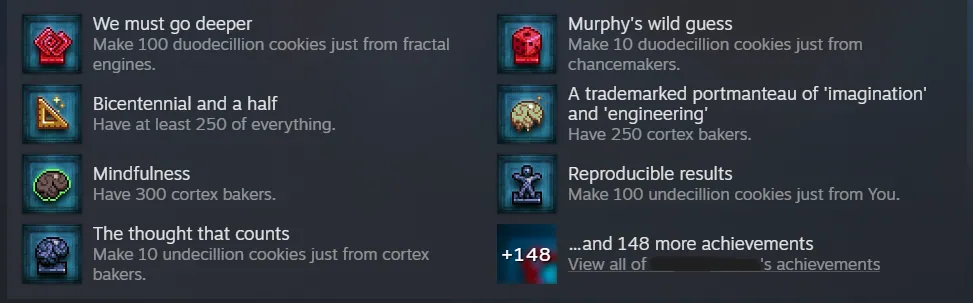 We must go deeper
Make 100 duodecillion cookies just from fractal
engines.
Murphy's wild guess
Make 10 duodecillion cookies just from
chancemakers.
Bicentennial and a half
Have at least 250 of everything.
A trademarked portmanteau of 'imagination'
and 'engineering'
Have 250 cortex bakers.
Mindfulness
Have 300 cortex bakers.
Reproducible results
Make 100 undecillion cookies just from You.
The thought that counts
Make 10 undecillion cookies just from cortex
bakers.
+148
...and 148 more achievements
View all of 's achievements